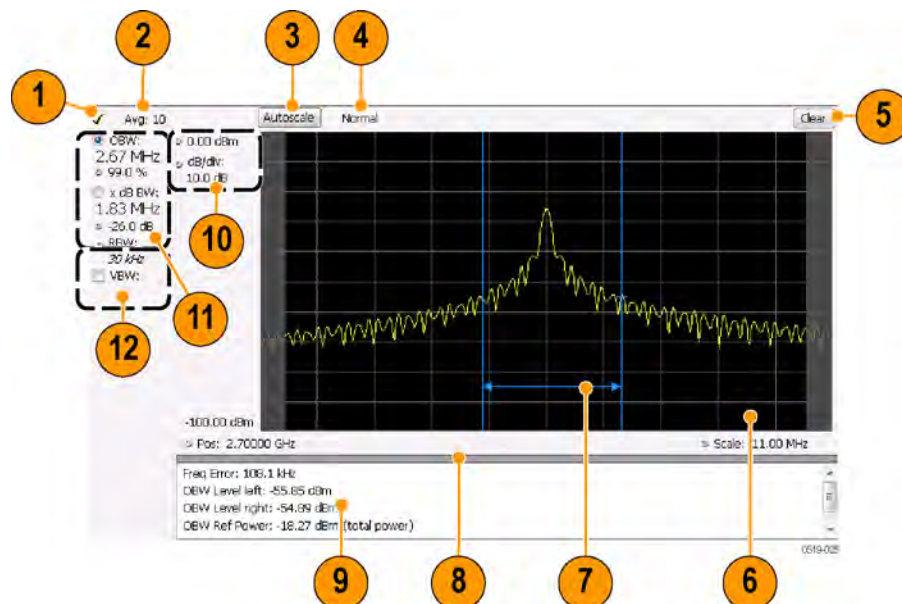 2 3 4
1 5
Avg: 10 Autoscale Normal Clear
OBW:
2.67 MHz
99.0 %
x dB BW:
1.83 MHz
-26.0 dB
RBW:
30 kHz
VBW:
0.00 dBm
dB/div:
10.0 dB
10
11
12
-100.00 dBm
Pos: 2.70000 GHz Scale: 11.00 MHz
Freq Error: 108.1 kHz
OBW Level left: -55.85 dBm
OBW Level right: -54.89 dBm
OBW Ref Power: -18.27 dBm (total power)
0519-025
9 8 7 6